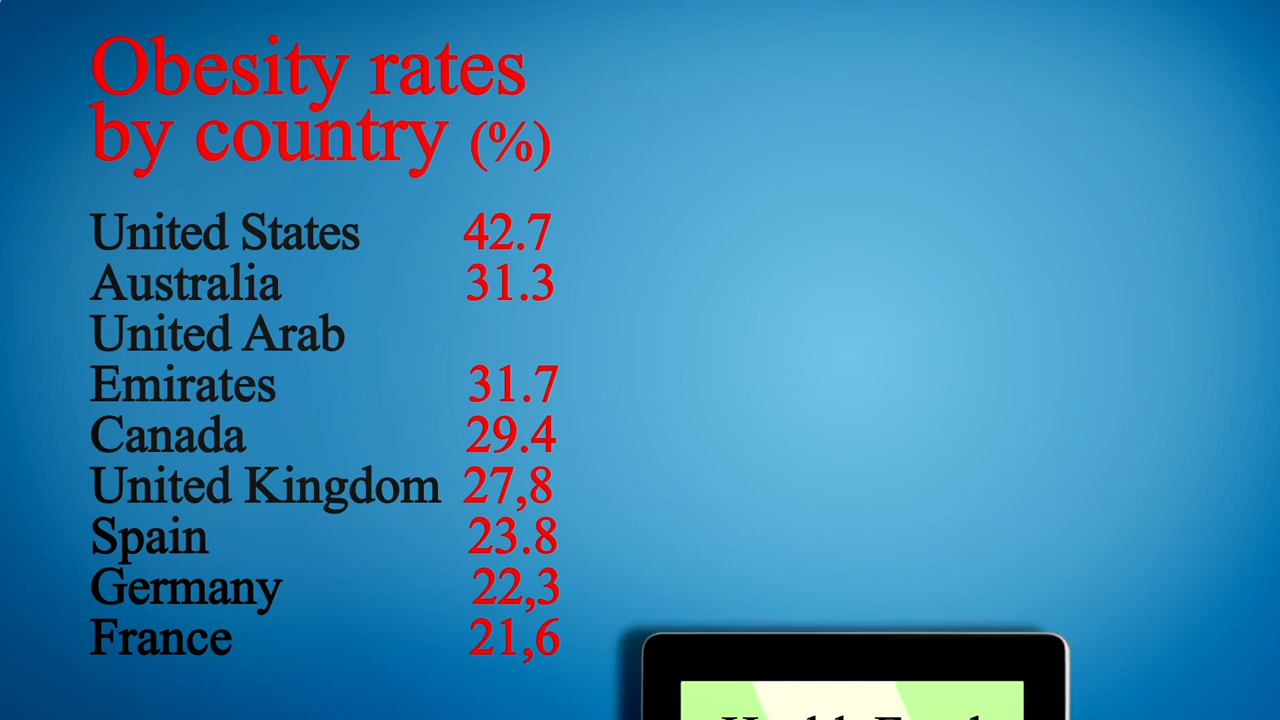 Obesity rates
by country (%)
United States 42.7
Australia 31.3
United Arab
Emirates 31.7
Canada 29.4
United Kingdom 27,8
Spain 23.8
Germany 22,3
France 21,6